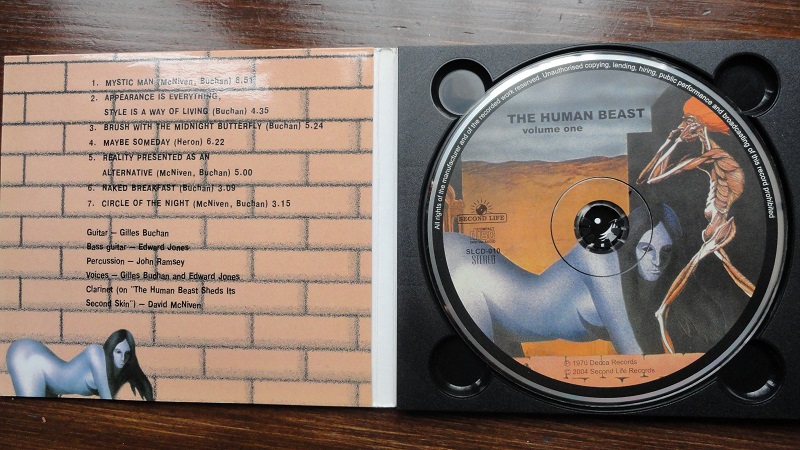 1. MYSTIC MAN (McNiven, Buchan) 6.51
2. APPEARANCE IS EVERYTHING,
STYLE IS A WAY OF LIVING (Buchan) 4.35
3. BRUSH WITH THE MIDNIGHT BUTTERFLY (Buchan) 5.24
4. MAYBE SOMEDAY (Heron) 6.22
5. REALITY PRESENTED AS AN
ALTERNATIVE (McNiven, Buchan) 5.00
6. NAKED BREAKFAST (Buchan) 3.09
7. CIRCLE OF THE NIGHT (McNiven, Buchan) 3.15
Guitar – Gilles Buchan
Bass guitar – Edward Jones
Percussion – John Ramsey
Voices – Gilles Buchan and Edward Jones
Clarinet (on "The Human Beast Sheds Its
Second Skin") – David McNiven
All rights of the manufacturer and of the recorded work reserved. Unauthorised copying, lending, hiring, public performance and broadcasting of this record prohibited
THE HUMAN BEAST
volume one
SECOND LIFE
COMPACT
disc
DIGITAL AUDIO
SLCD-010
STEREO
℗ 1970 Decca Records
© 2004 Second Life Records